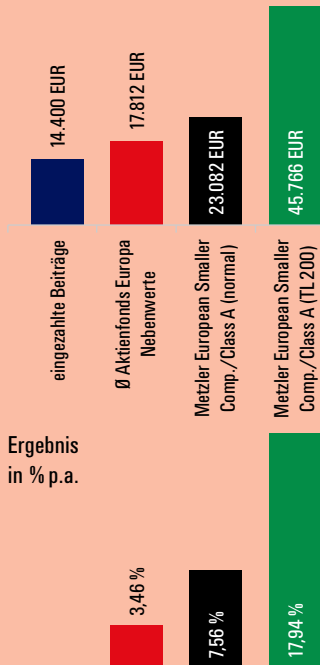 14.400 EUR
17.812 EUR
23.082 EUR
45.766 EUR
eingezahlte Beiträge
Ø Aktienfonds Europa
Nebenwerte
Metzler European Smaller
Comp./Class A (normal)
Metzler European Smaller
Comp./Class A (TL 200)
Ergebnis
in % p.a.
3,46 %
7,56 %
17,94 %